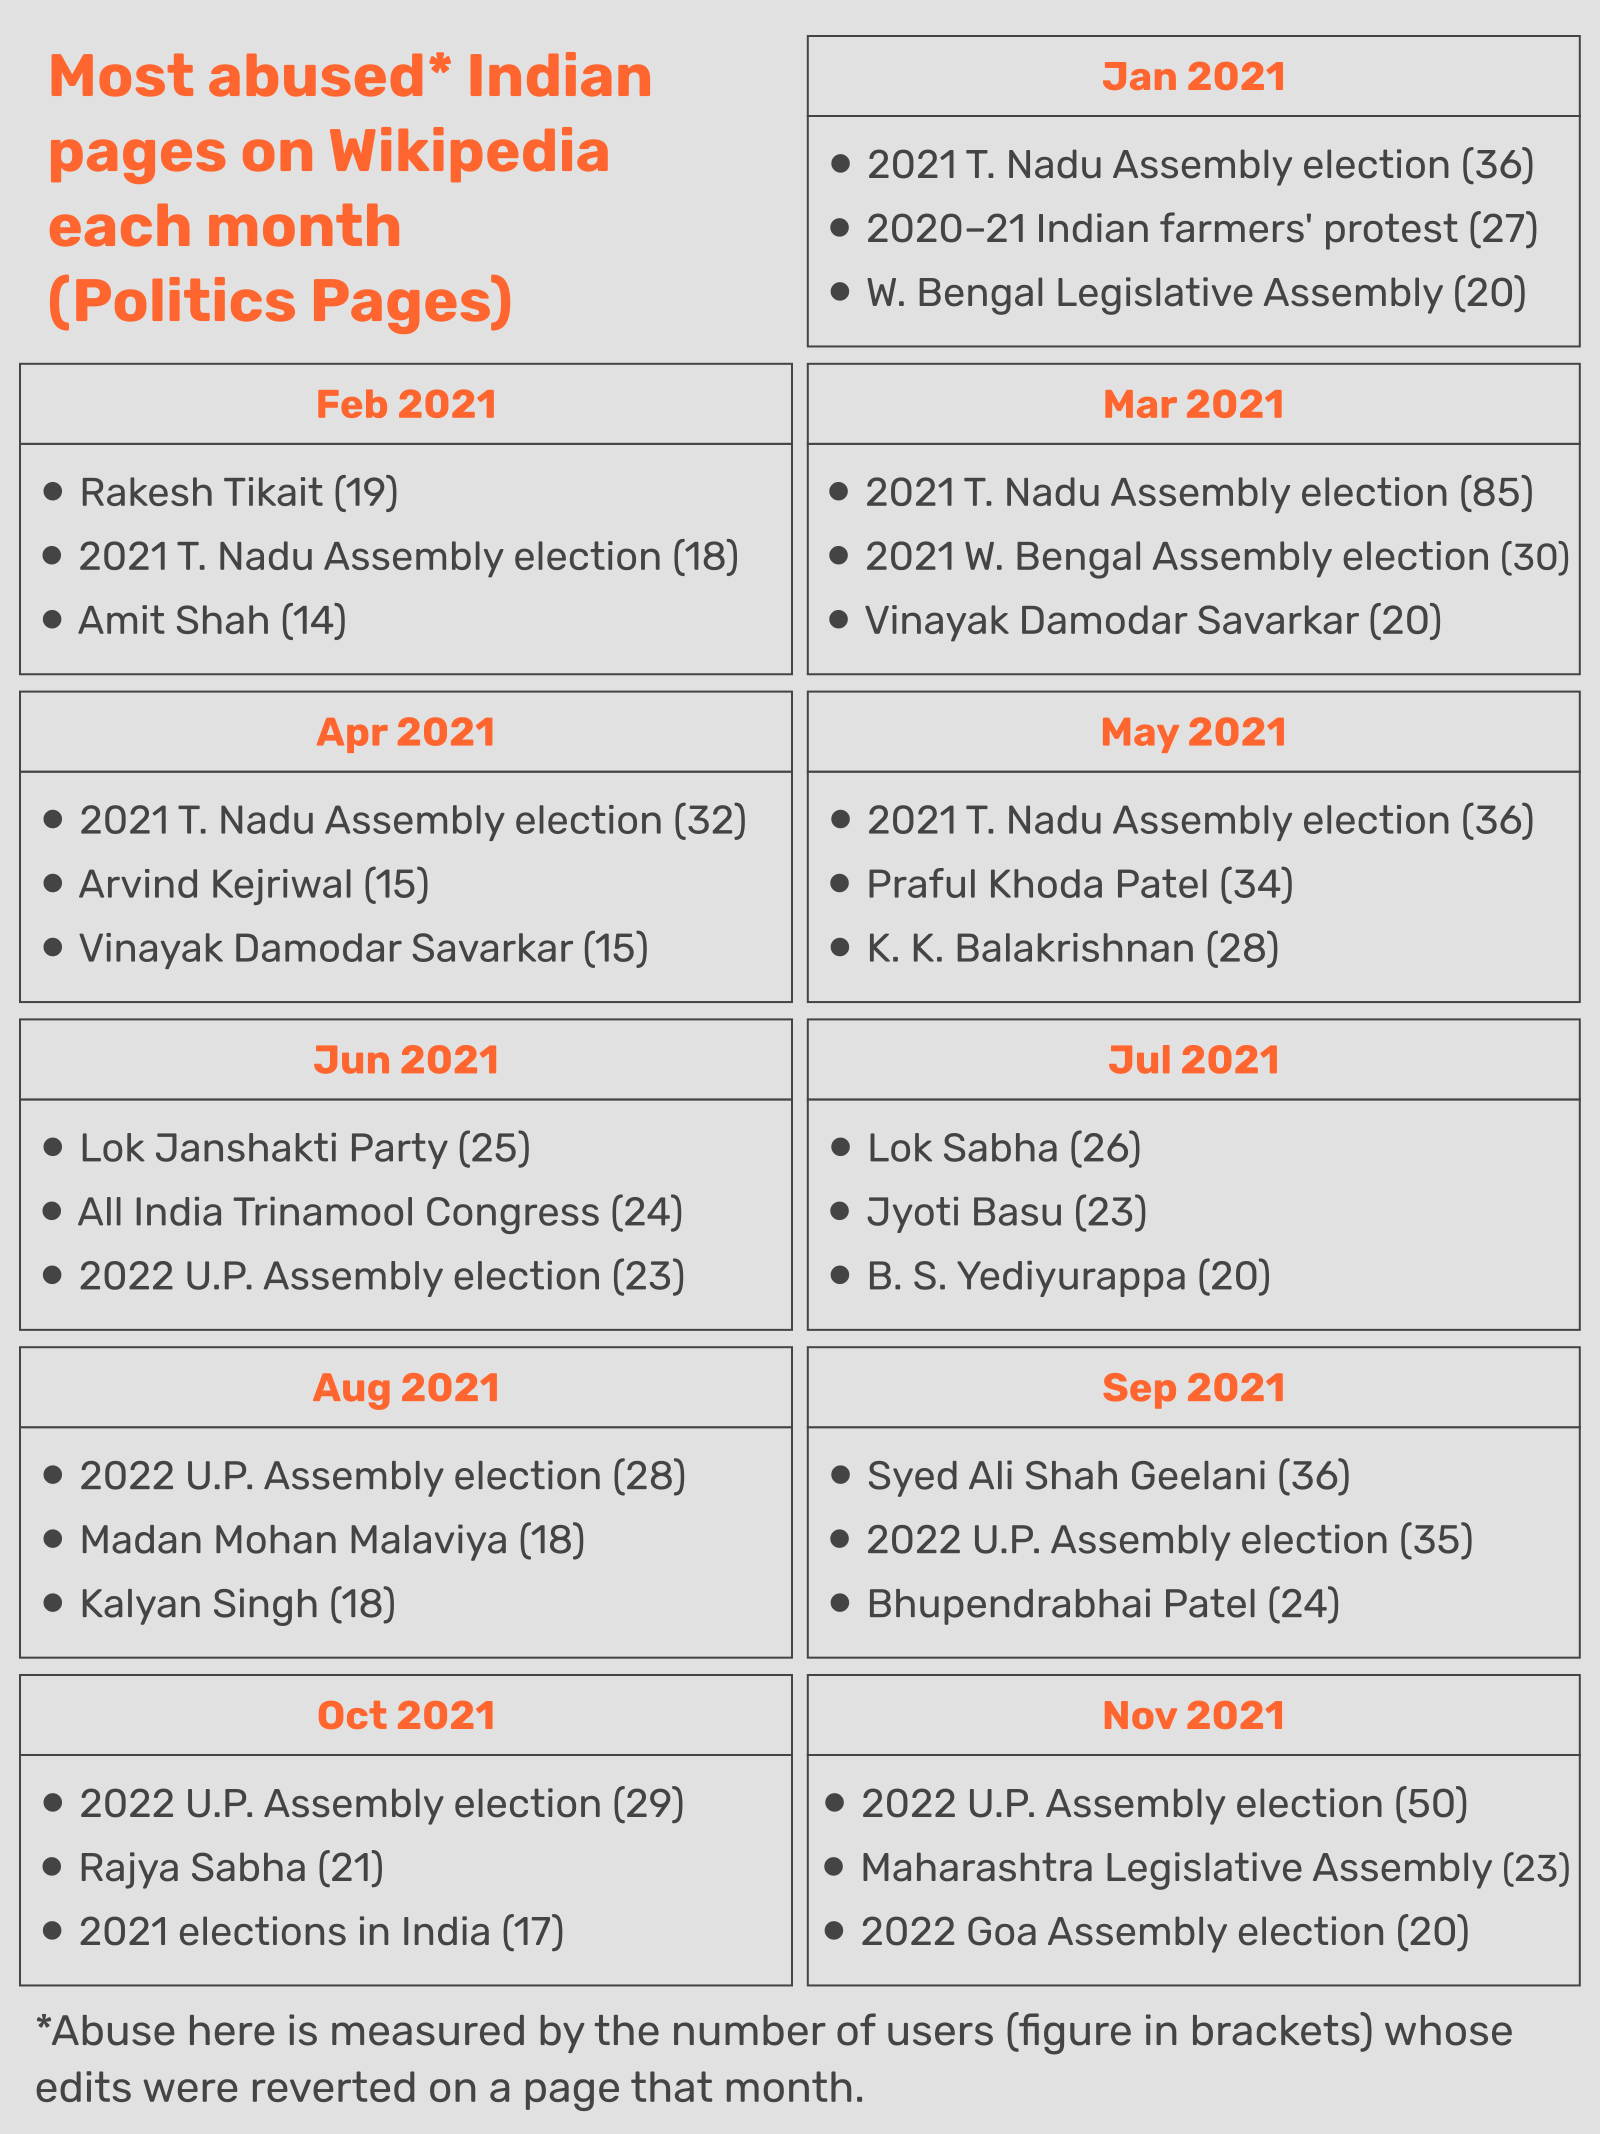 Most abused* Indian
pages on Wikipedia
each month
(Politics Pages)
Jan 2021
● 2021 T. Nadu Assembly election (36)
● 2020–21 Indian farmers' protest (27)
● W. Bengal Legislative Assembly (20)
Feb 2021
● Rakesh Tikait (19)
● 2021 T. Nadu Assembly election (18)
● Amit Shah (14)
Mar 2021
● 2021 T. Nadu Assembly election (85)
● 2021 W. Bengal Assembly election (30)
● Vinayak Damodar Savarkar (20)
Apr 2021
● 2021 T. Nadu Assembly election (32)
● Arvind Kejriwal (15)
● Vinayak Damodar Savarkar (15)
May 2021
● 2021 T. Nadu Assembly election (36)
● Praful Khoda Patel (34)
● K. K. Balakrishnan (28)
Jun 2021
● Lok Janshakti Party (25)
● All India Trinamool Congress (24)
● 2022 U.P. Assembly election (23)
Jul 2021
● Lok Sabha (26)
● Jyoti Basu (23)
● B. S. Yediyurappa (20)
Aug 2021
● 2022 U.P. Assembly election (28)
● Madan Mohan Malaviya (18)
● Kalyan Singh (18)
Sep 2021
● Syed Ali Shah Geelani (36)
● 2022 U.P. Assembly election (35)
● Bhupendrabhai Patel (24)
Oct 2021
● 2022 U.P. Assembly election (29)
● Rajya Sabha (21)
● 2021 elections in India (17)
Nov 2021
● 2022 U.P. Assembly election (50)
● Maharashtra Legislative Assembly (23)
● 2022 Goa Assembly election (20)
*Abuse here is measured by the number of users (figure in brackets) whose
edits were reverted on a page that month.